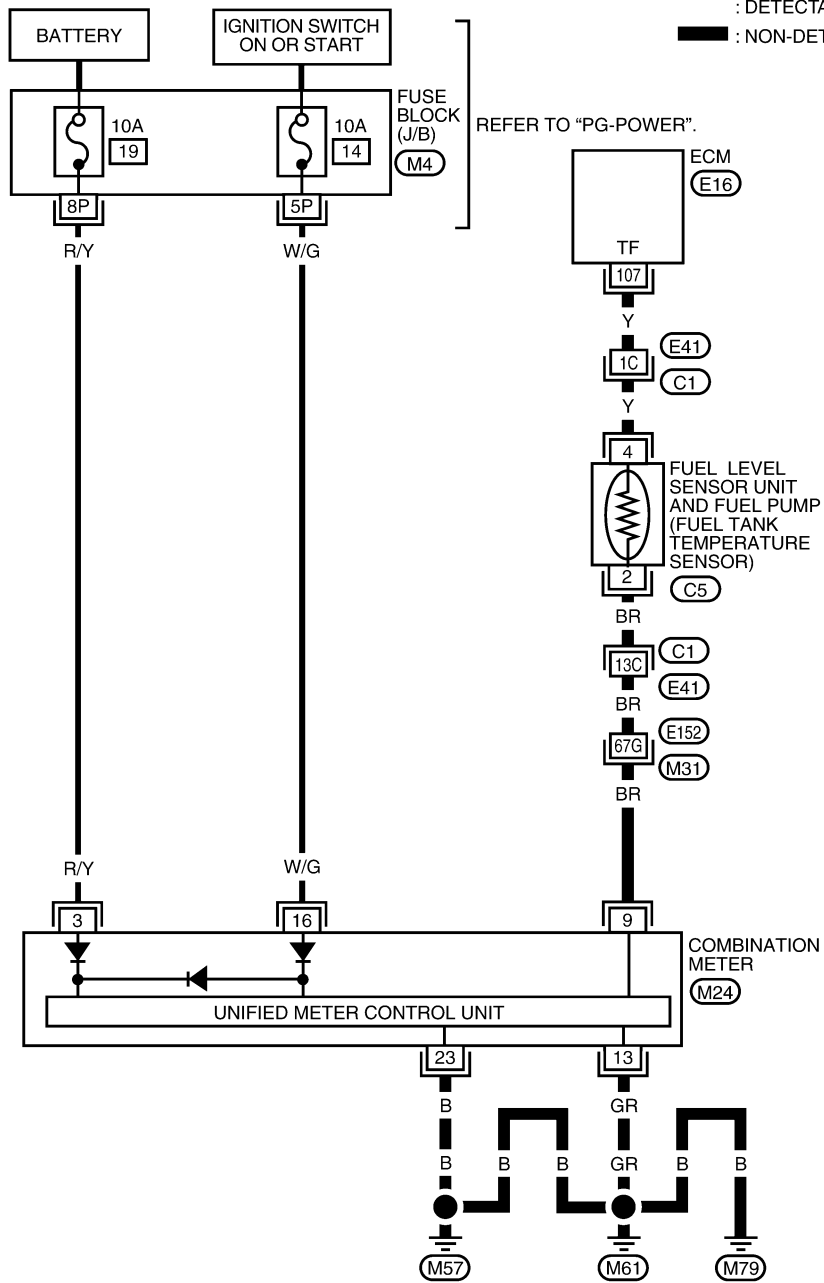 : DETECTA
: NON-DET
BATTERY
IGNITION SWITCH
ON OR START
FUSE
BLOCK
(J/B)
M4
10A
19
10A
14
REFER TO “PG-POWER”.
8P
5P
R/Y
W/G
ECM
E16
TF
107
Y
1C
E41
C1
Y
4
FUEL LEVEL
SENSOR UNIT
AND FUEL PUMP
(FUEL TANK
TEMPERATURE
SENSOR)
2
C5
BR
13C
C1
E41
BR
67G
E152
M31
BR
R/Y
W/G
3
16
9
COMBINATION
METER
M24
UNIFIED METER CONTROL UNIT
23
13
B
GR
B
B
B
GR
B
B
M57
M61
M79